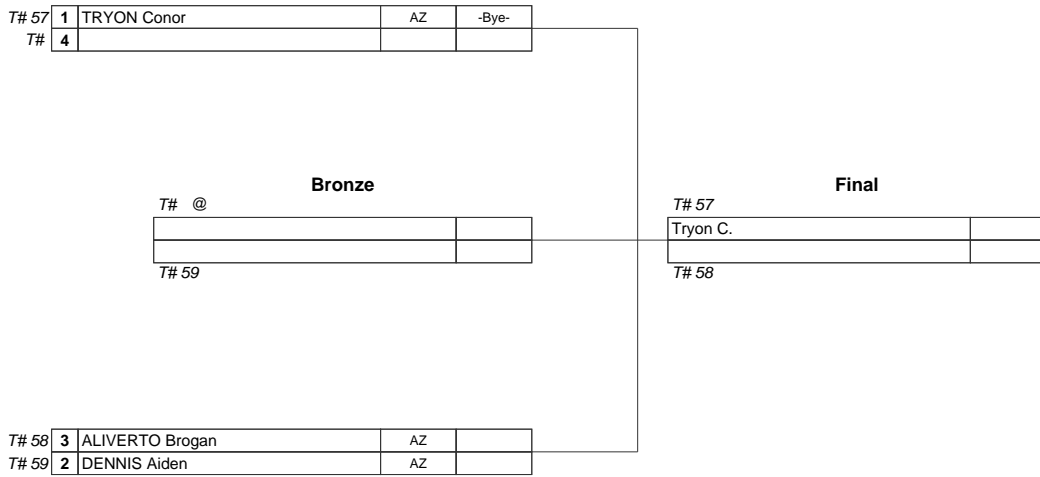 T# 57 1 TRYON Conor AZ -Bye-
T# 4
Bronze Final
T# @ T# 57
Tryon C.
T# 59 T# 58
T# 58 3 ALIVERTO Brogan AZ
T# 59 2 DENNIS Aiden AZ